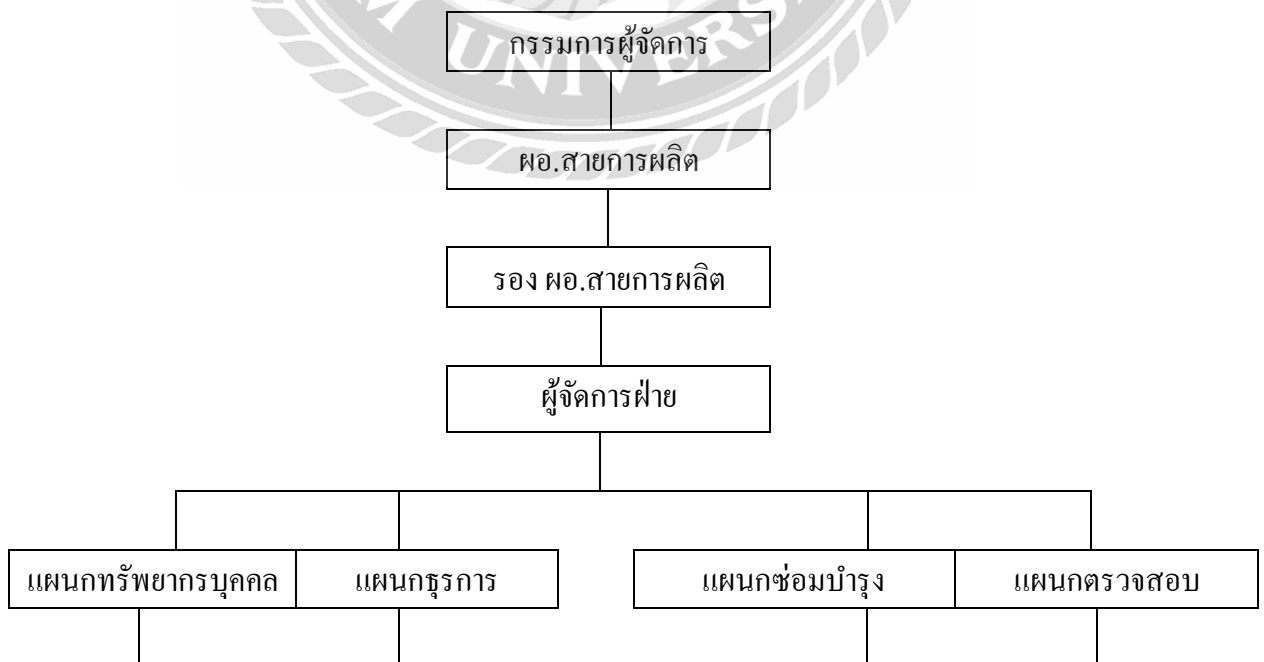 UNIVERS
กรรมการผู้จัดการ
ผอ.สายการผลิต
รอง ผอ.สายการผลิต
ผู้จัดการฝ่าย
แผนกทรัพยากรบุคคล แผนกธุรการ แผนกซ่อมบำรุง แผนกตรวจสอบ